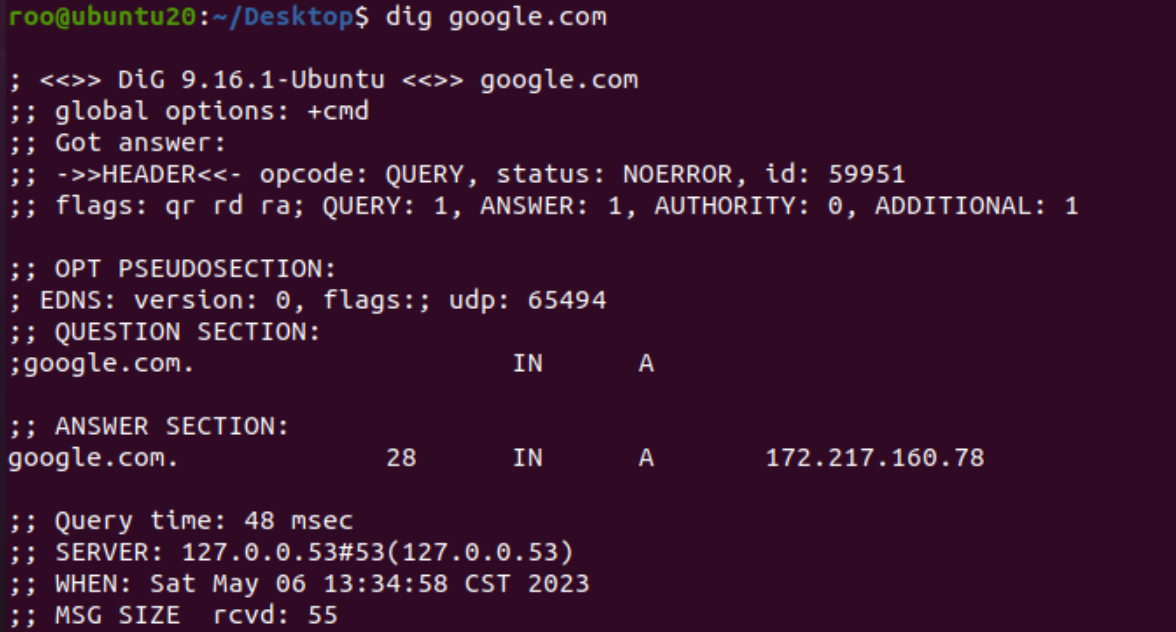 roo@ubuntu20:~/Desktop$ dig google.com
; <<>> DiG 9.16.1-Ubuntu <<>> google.com
;; global options: +cmd
;; Got answer:
;; ->>HEADER<<- opcode: QUERY, status: NOERROR, id: 59951
;; flags: qr rd ra; QUERY: 1, ANSWER: 1, AUTHORITY: 0, ADDITIONAL: 1
;; OPT PSEUDOSECTION:
; EDNS: version: 0, flags:; udp: 65494
;; QUESTION SECTION:
;google.com. IN A
;; ANSWER SECTION:
google.com. 28 IN A 172.217.160.78
;; Query time: 48 msec
;; SERVER: 127.0.0.53#53(127.0.0.53)
;; WHEN: Sat May 06 13:34:58 CST 2023
;; MSG SIZE rcvd: 55